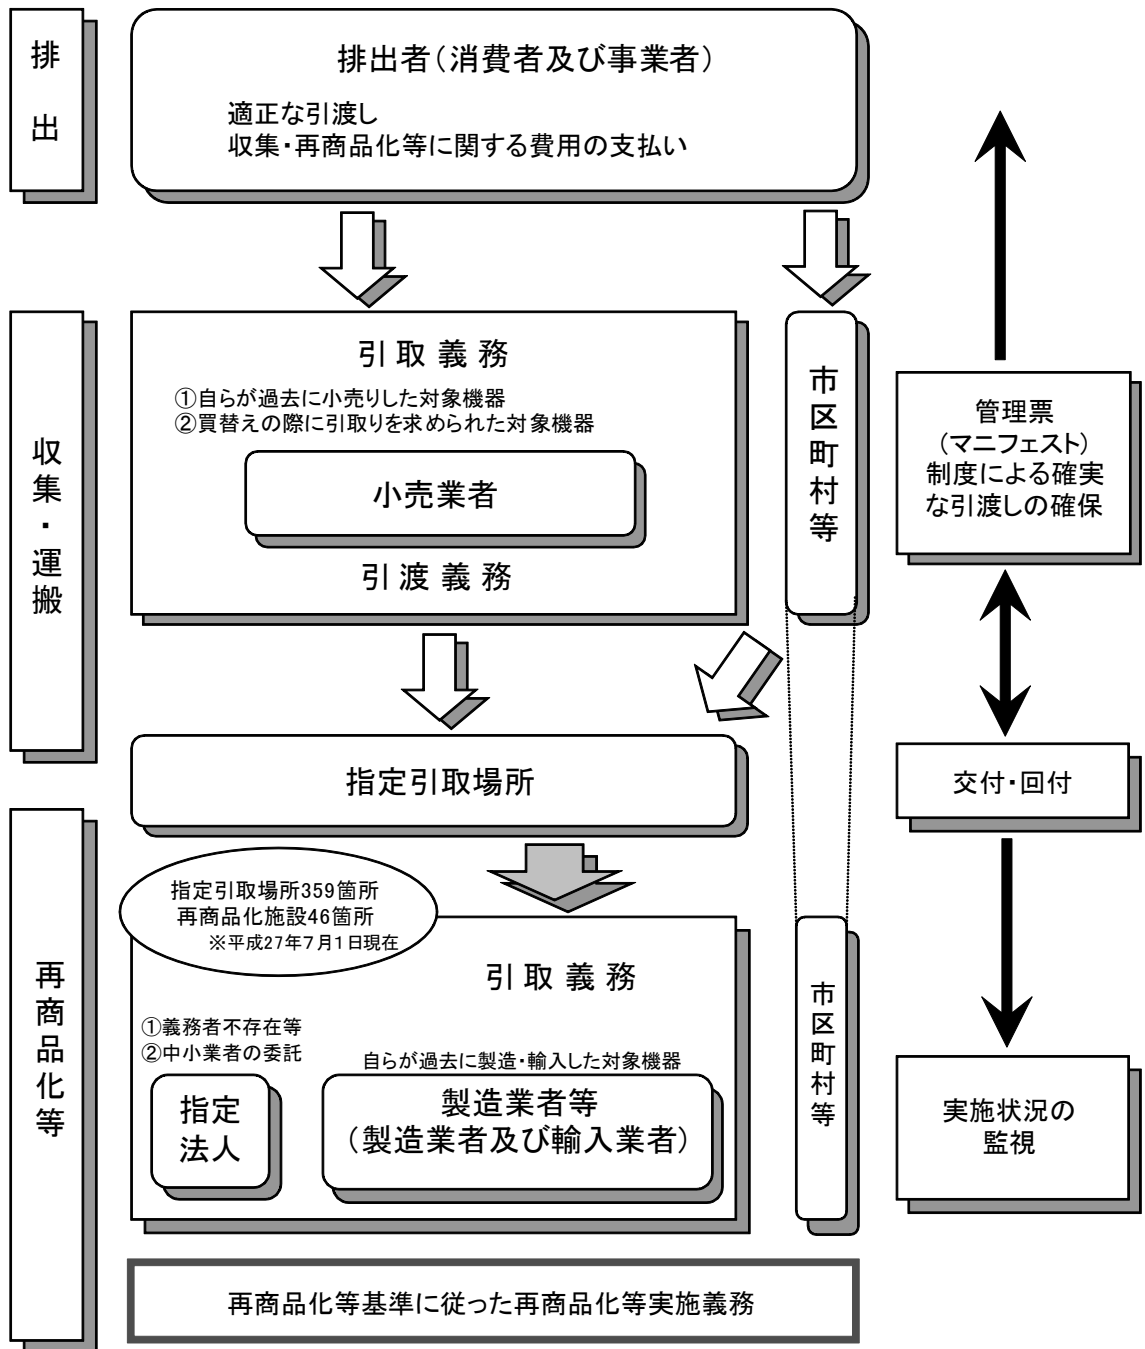 排出
排出者（消費者及び事業者）
適正な引渡し
収集・再商品化等に関する費用の支払い
収集・運搬
引取義務
①自らが過去に小売りした対象機器
②買替えの際に引取りを求められた対象機器
小売業者
引渡義務
市区町村等
管理票
（マニフェスト）
制度による確実
な引渡しの確保
指定引取場所
交付・回付
再商品化等
指定引取場所359箇所
再商品化施設46箇所
※平成27年7月1日現在
引取義務
①義務者不存在等
②中小業者の委託
指定
法人
自らが過去に製造・輸入した対象機器
製造業者等
（製造業者及び輸入業者）
市区町村等
実施状況の
監視
再商品化等基準に従った再商品化等実施義務